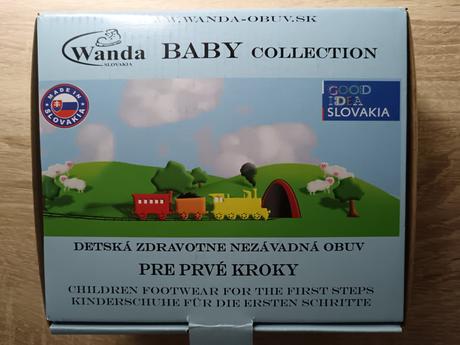 WWW.WANDA-OBUV.SK
Wanda
SLOVAKIA
BABY COLLECTION
MADE IN
SLOVAKIA
GOOD
IDEA
SLOVAKIA
DETSKÁ ZDRAVOTNE NEZÁVADNÁ OBUV
PRE PRVÉ KROKY
CHILDREN FOOTWEAR FOR THE FIRST STEPS
KINDERSCHUHE FÜR DIE ERSTEN SCHRITTE